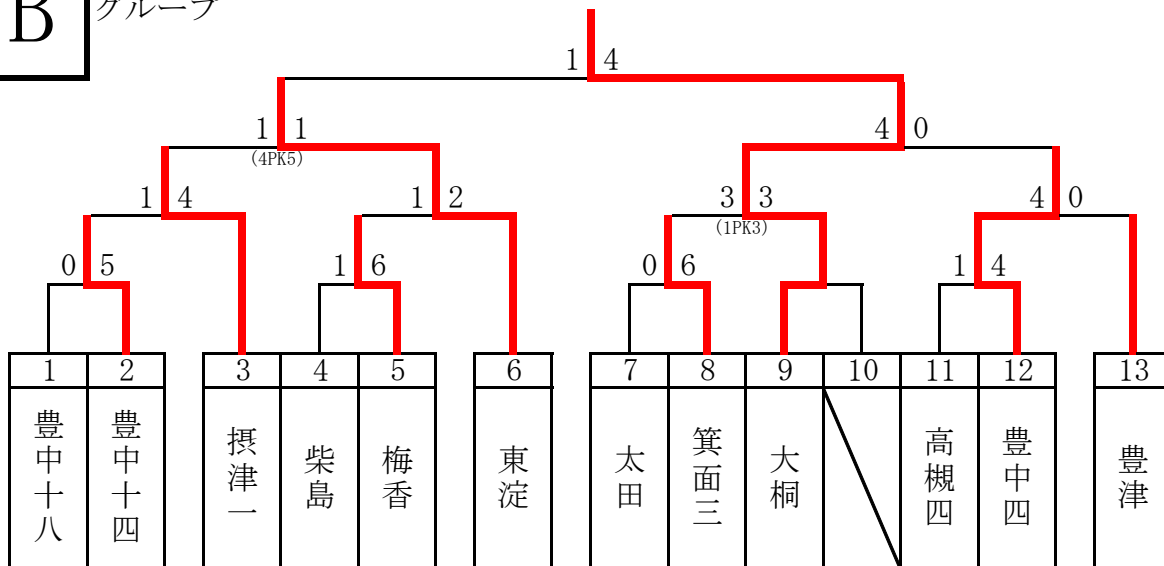 B グループ
1 4
1 1 4 0
(4PK5)
1 4 1 2 3 3 4 0
(1PK3)
0 5 1 6 0 6 1 4
1 2 3 4 5 6 7 8 9 10 11 12 13
豊中十八
豊中十四
摂津一
柴島
梅香
東淀
太田
箕面三
大桐
高槻四
豊中四
豊津